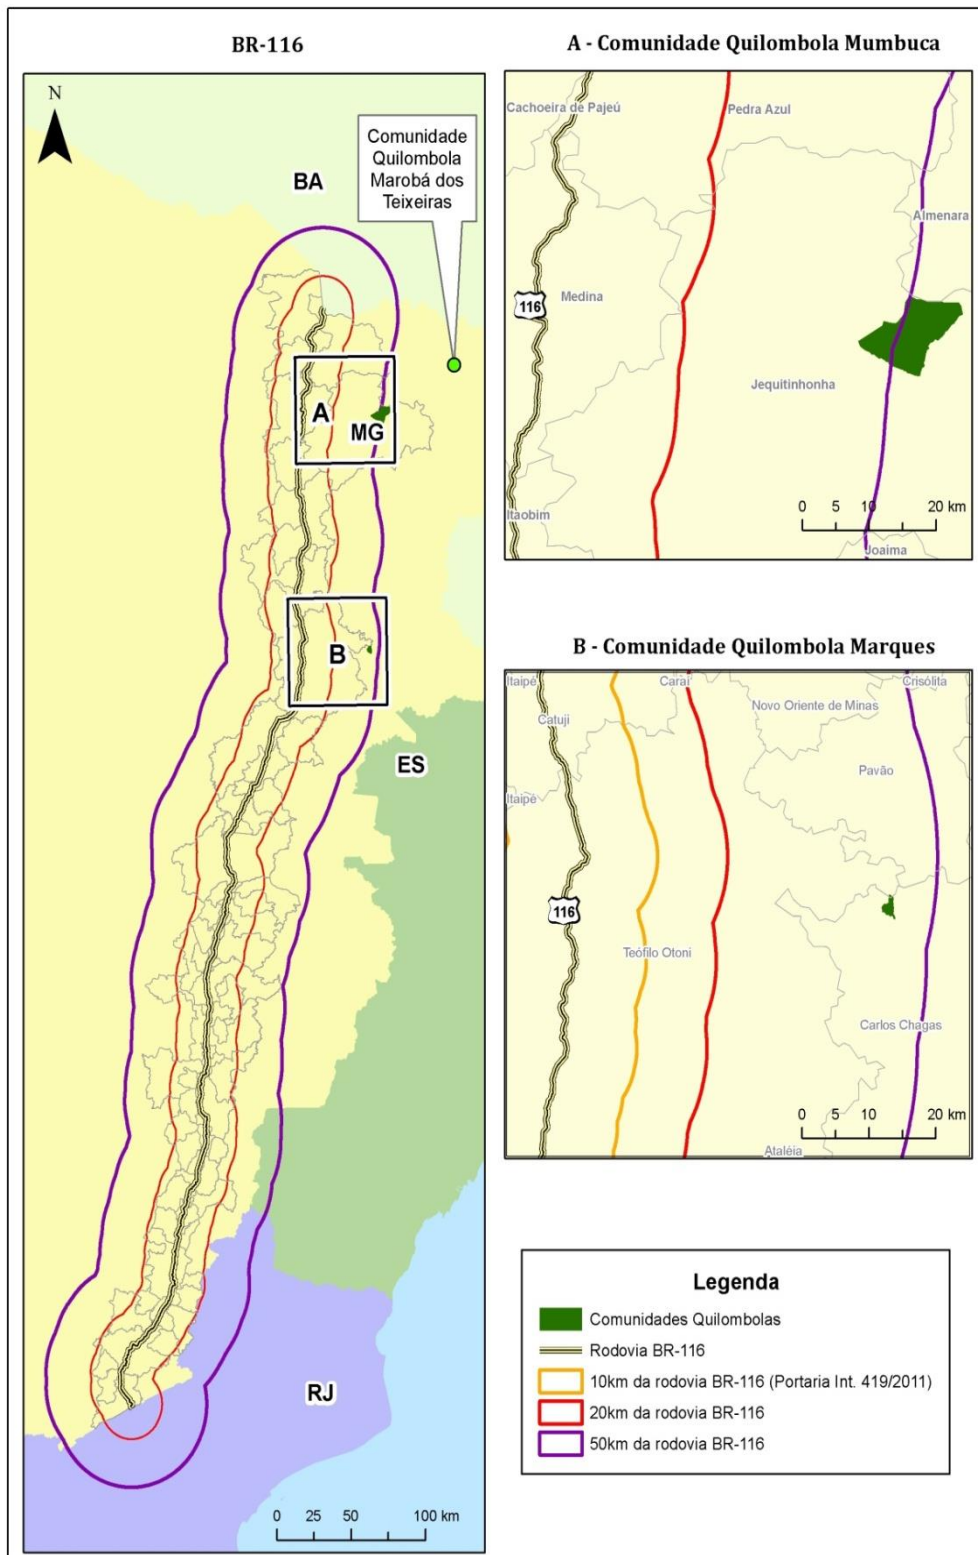 BR-116
N
Comunidade
Quilombola
Marobá dos
Teixeiras
BA
A
MG
B
ES
RJ
0 25 50 100 km
A - Comunidade Quilombola Mumbuca
Cachoeira de Pajeú
Pedra Azul
Almenara
116
Medina
Jequitinhonha
Itaobim
0 5 10 20 km
Joaima
B - Comunidade Quilombola Marques
Itaipé
Caraí
Crisólita
Catuji
Novo Oriente de Minas
Pavão
Itaipé
116
Teófilo Otoni
Carlos Chagas
0 5 10 20 km
Ataléia
Legenda
Comunidades Quilombolas
Rodovia BR-116
10km da rodovia BR-116 (Portaria Int. 419/2011)
20km da rodovia BR-116
50km da rodovia BR-116